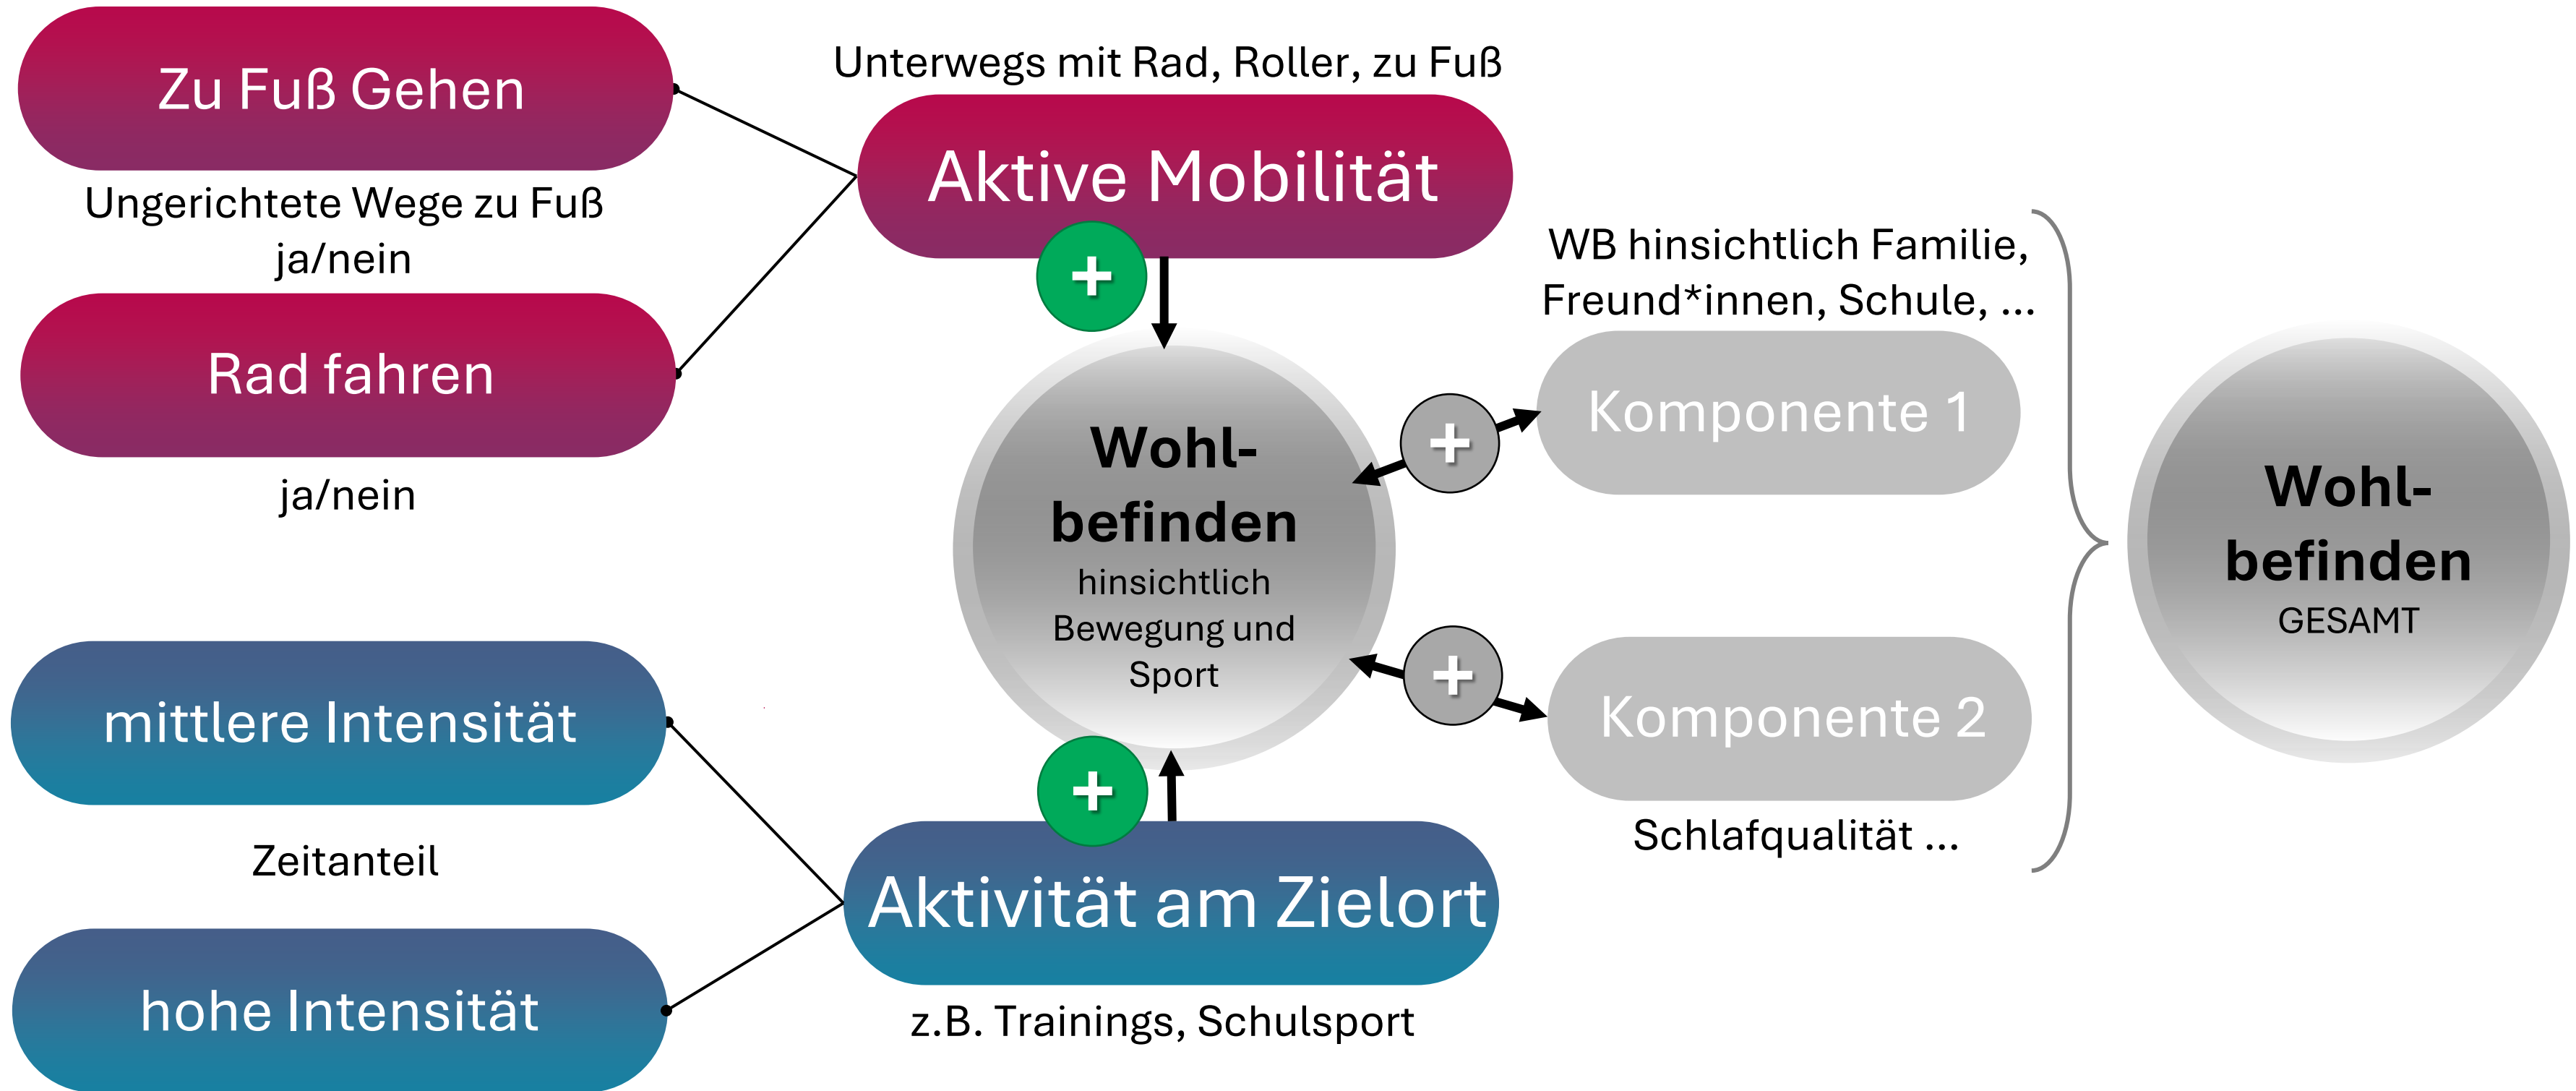 Zu Fuß Gehen
Ungerichtete Wege zu Fuß
ja/nein
Rad fahren
ja/nein
Unterwegs mit Rad, Roller, zu Fuß
Aktive Mobilität
+
Wohl-
befinden
hinsichtlich
Bewegung und
Sport
+
mittlere Intensität
Zeitanteil
hohe Intensität
Aktivität am Zielort
z.B. Trainings, Schulsport
WB hinsichtlich Familie,
Freund*innen, Schule, ...
+
Komponente 1
+
Komponente 2
Schlafqualität ...
Wohl-
befinden
GESAMT